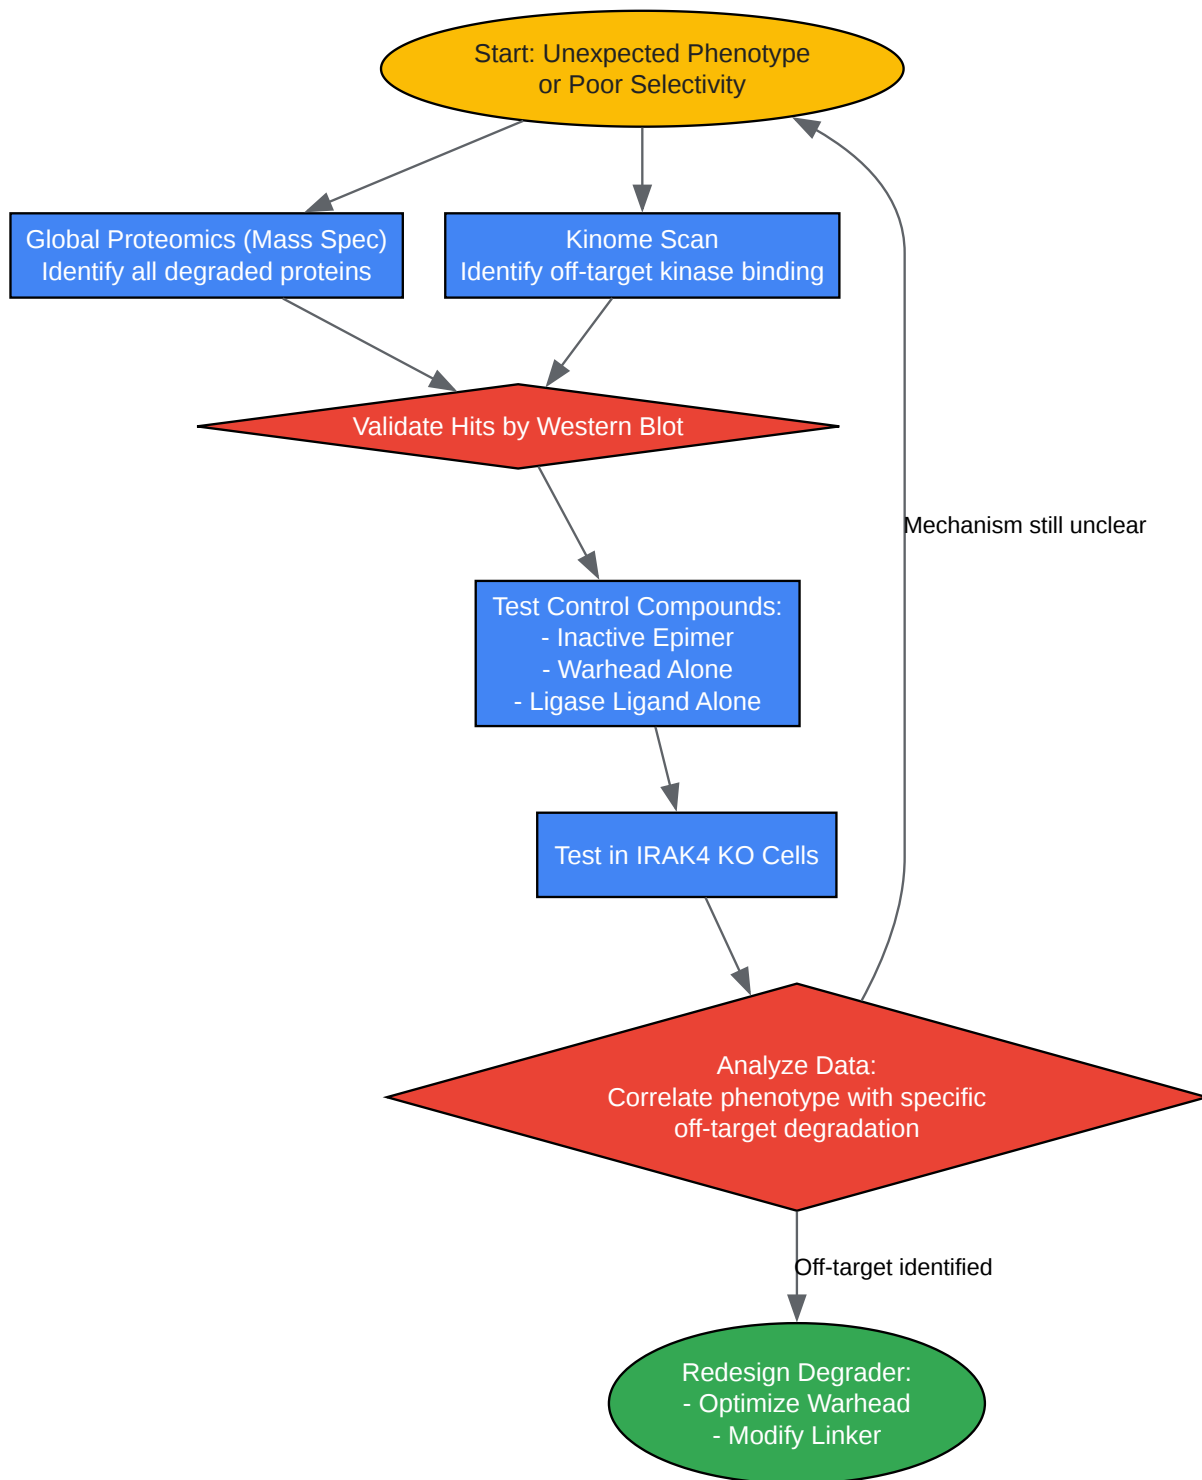 Start: Unexpected Phenotype
or Poor Selectivity
Global Proteomics (Mass Spec)
Identify all degraded proteins
Kinome Scan
Identify off-target kinase binding
Validate Hits by Western Blot
Mechanism still unclear
Test Control Compounds:
- Inactive Epimer
- Warhead Alone
- Ligase Ligand Alone
Test in IRAK4 KO Cells
Analyze Data:
Correlate phenotype with specific
off-target degradation
Off-target identified
Redesign Degrader:
- Optimize Warhead
- Modify Linker